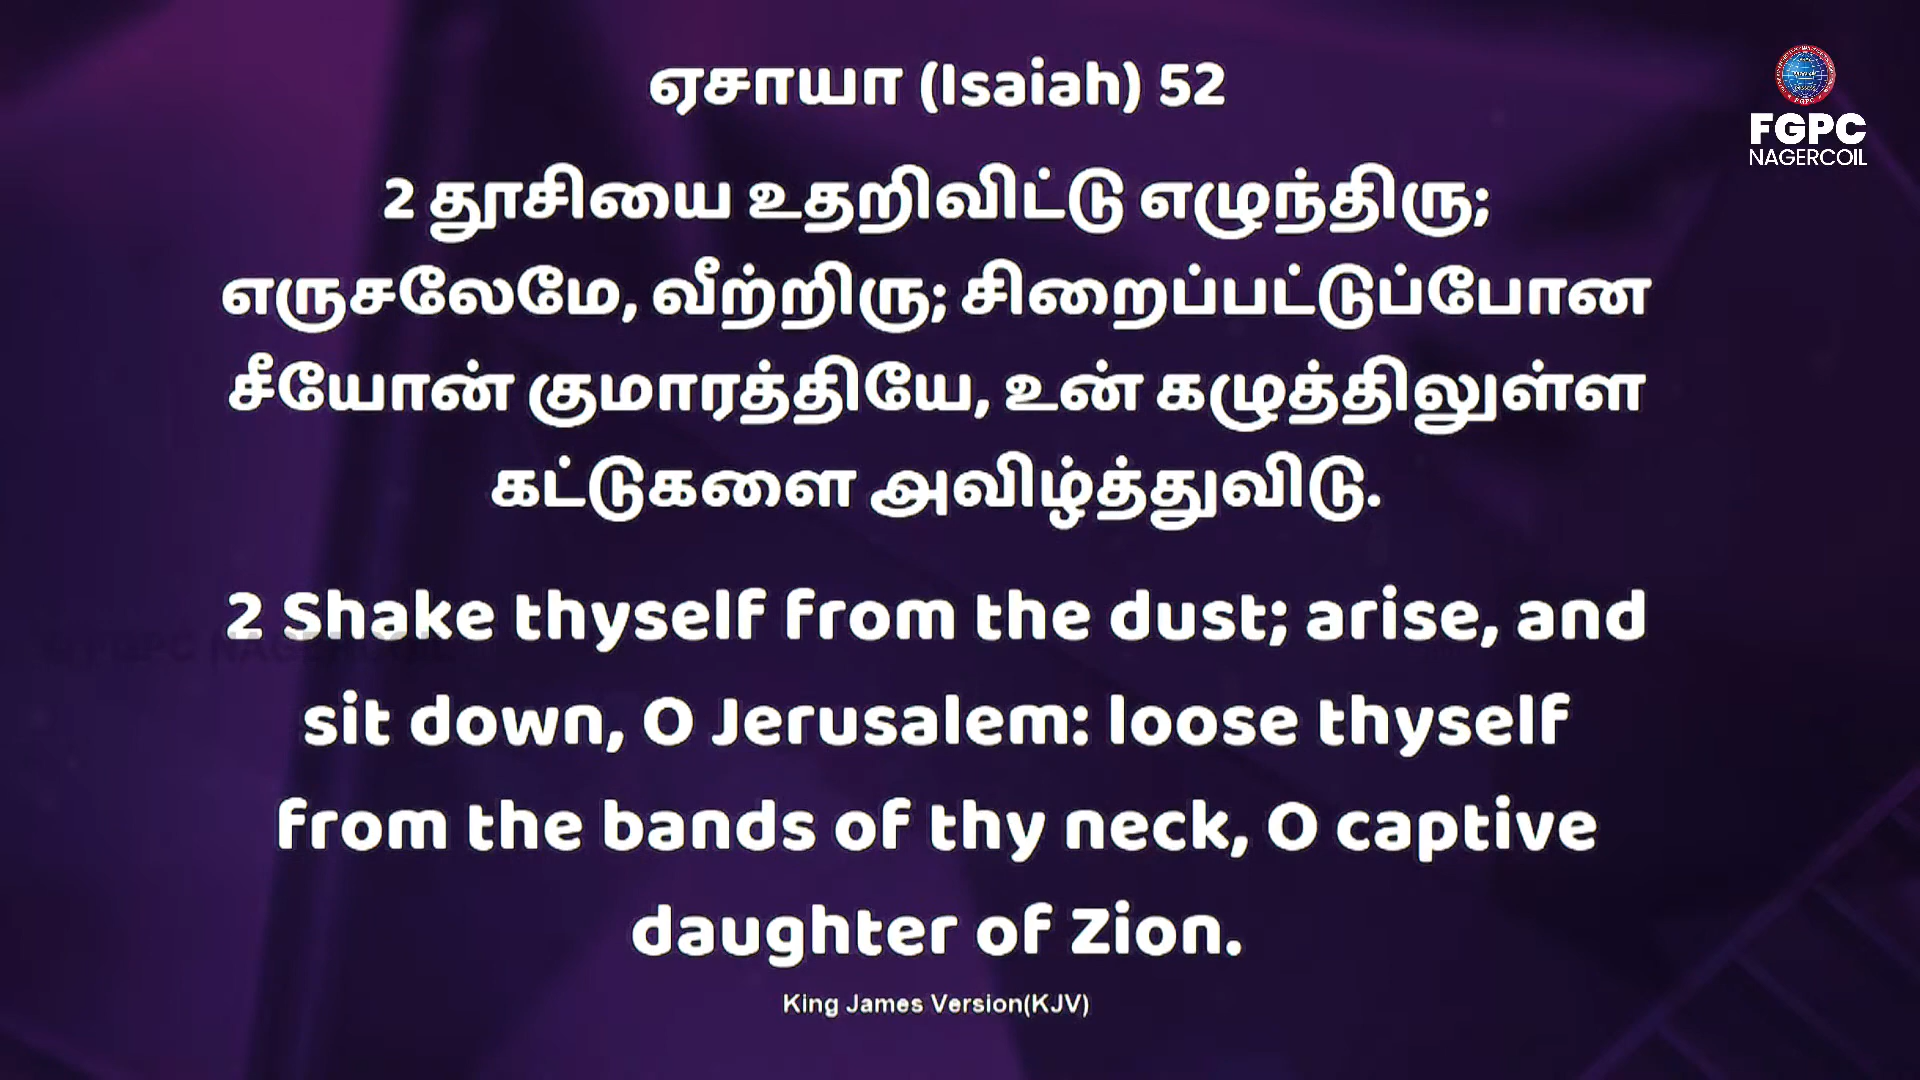 ஏசாயா (Isaiah) 52
FGPC
NAGERCOIL
2 தூசியை உதறிவிட்டு எழுந்திரு;
எருசலேமே, வீற்றிரு; சிறைப்பட்டுப்போன
சீயோன் குமாரத்தியே, உன் கழுத்திலுள்ள
கட்டுகளை அவிழ்த்துவிடு.
2 Shake thyself from the dust; arise, and
sit down, O Jerusalem: loose thyself
from the bands of thy neck, O captive
daughter of Zion.
King James Version(KJV)